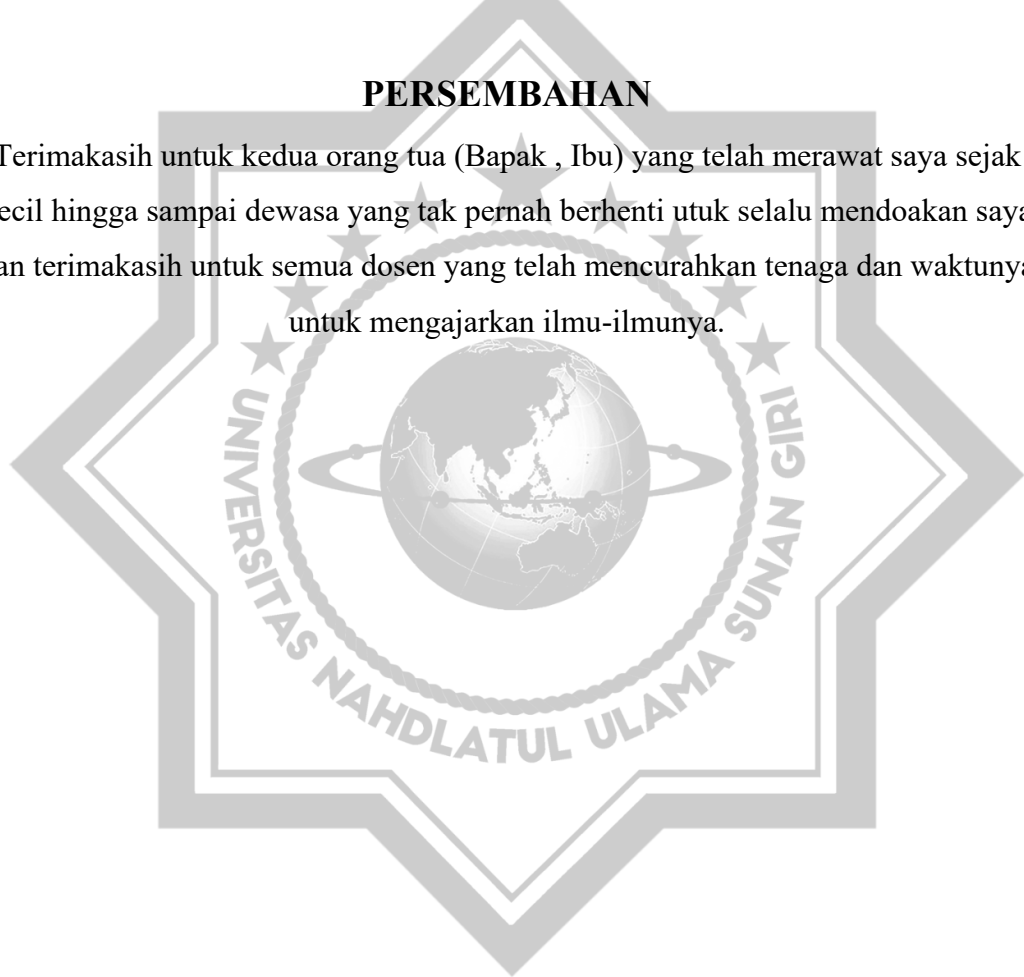 PERSEMBAHAN
Terimakasih untuk kedua orang tua (Bapak , Ibu) yang telah merawat saya sejak
ecil hingga sampai dewasa yang tak pernah berhenti utuk selalu mendoakan saya
an terimakasih untuk semua dosen yang telah mencurahkan tenaga dan waktunya
untuk mengajarkan ilmu-ilmunya.
UNIVERSITAS NAHDLATUL ULAMA SUNAN GIRI